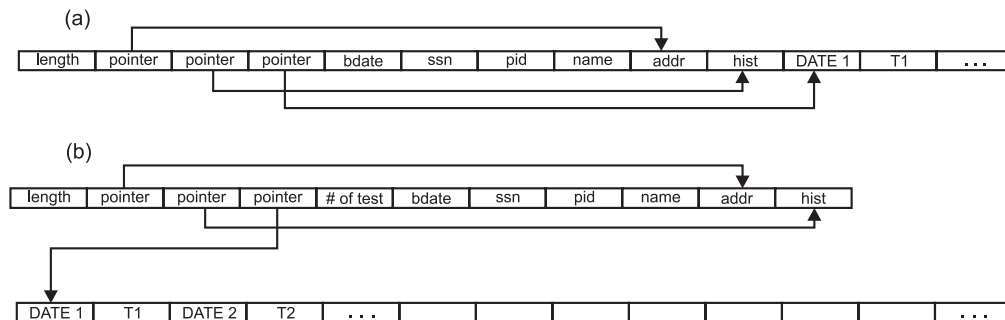 (a)
length pointer pointer pointer bdate ssn pid name addr hist DATE 1 T1 ...
(b)
length pointer pointer pointer # of test bdate ssn pid name addr hist
DATE 1 T1 DATE 2 T2 ... ...